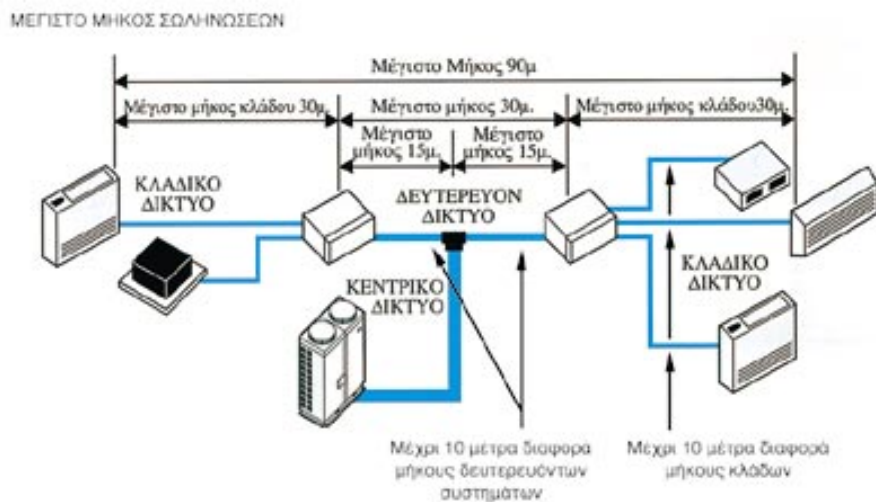 ΜΕΓΙΣΤΟ ΜΗΚΟΣ ΣΩΛΗΝΩΣΕΩΝ
Μέγιστο Μήκος 90μ
Μέγιστο μήκος κλάδου 30μ.
Μέγιστο μήκος 30μ.
Μέγιστο μήκος κλάδου30μ.
Μέγιστο
μήκος 15μ.
Μέγιστο
μήκος 15μ.
ΚΛΑΔΙΚΟ
ΔΙΚΤΥΟ
ΔΕΥΤΕΡΕΥΟΝ
ΔΙΚΤΥΟ
ΚΕΝΤΡΙΚΟ
ΔΙΚΤΥΟ
ΚΛΑΔΙΚΟ
ΔΙΚΤΥΟ
Μέχρι 10 μέτρα διαφορά
μήκους δευτερευόντων
συστημάτων
Μέχρι 10 μέτρα διαφορά
μήκους κλάδων